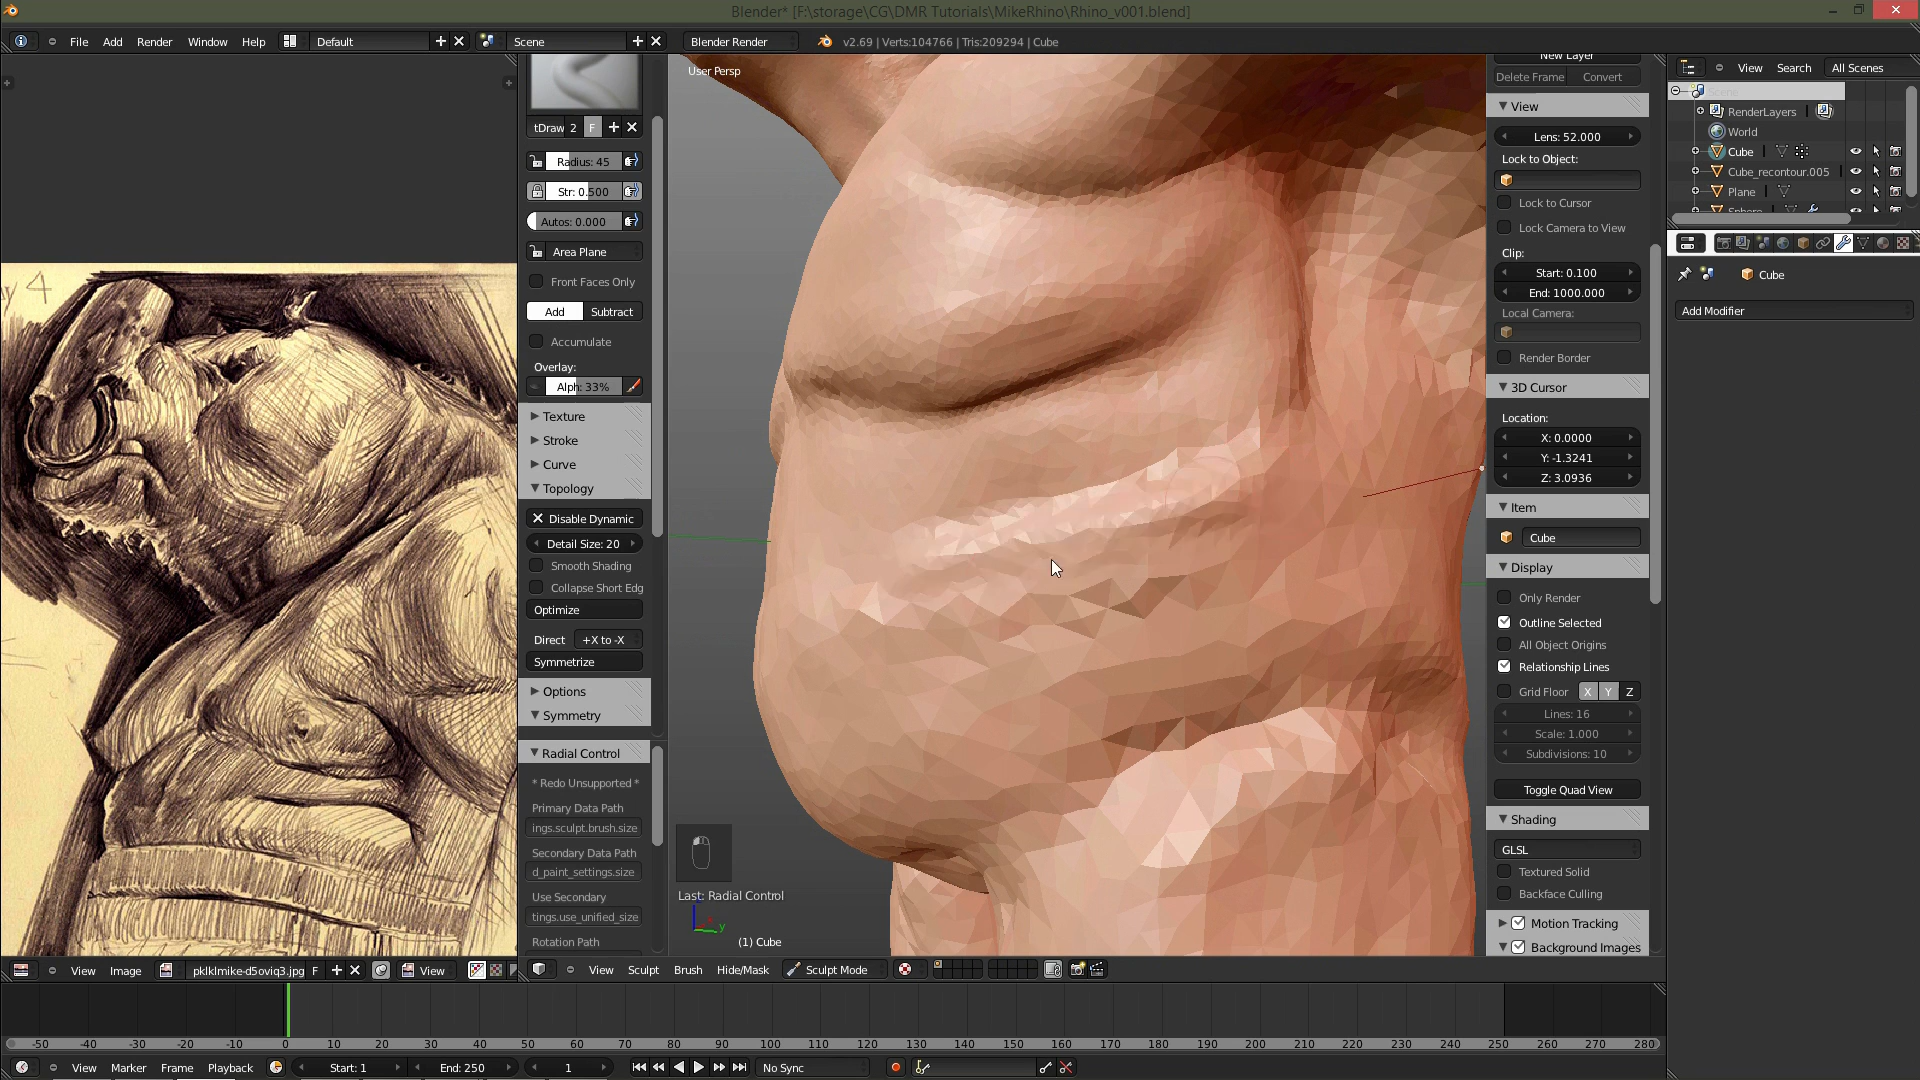 Blender* [F:\storage\CG\DMR Tutorials\MikeRhino\Rhino_v001.blend]
File Add Render Window Help Default Scene Blender Render v2.69 | Verts:104766 | Tris:209294 | Cube
User Persp
tDraw 2 F
Radius: 45
Str: 0.500
Autos: 0.000
Area Plane
Front Faces Only
Add Subtract
Accumulate
Overlay:
Alph: 33%
Texture
Stroke
Curve
Topology
Disable Dynamic
Detail Size: 20
Smooth Shading
Collapse Short Edg
Optimize
Direct +X to -X
Symmetrize
Options
Symmetry
Radial Control
* Redo Unsupported *
Primary Data Path
ings.sculpt.brush.size
Secondary Data Path
d_paint_settings.size
Use Secondary
tings.use_unified_size
Rotation Path
Last: Radial Control
y
(1) Cube
New Layer
Delete Frame Convert
View
Lens: 52.000
Lock to Object:
Lock to Cursor
Lock Camera to View
Clip:
Start: 0.100
End: 1000.000
Local Camera:
Render Border
3D Cursor
Location:
X: 0.0000
Y: -1.3241
Z: 3.0936
Item
Cube
Display
Only Render
Outline Selected
All Object Origins
Relationship Lines
Grid Floor X Y Z
Lines: 16
Scale: 1.000
Subdivisions: 10
Toggle Quad View
Shading
GLSL
Textured Solid
Backface Culling
Motion Tracking
Background Images
View Search All Scenes
Scene
RenderLayers
World
Cube
Cube_recontour.005
Plane
Sphere
Cube
Add Modifier
y 4
View Image pklklmike-d5oviq3.jpg F View
View Sculpt Brush Hide/Mask Sculpt Mode
-50 -40 -30 -20 -10 0 10 20 30 40 50 60 70 80 90 100 110 120 130 140 150 160 170 180 190 200 210 220 230 240 250 260 270 280
View Marker Frame Playback Start: 1 End: 250 1 No Sync